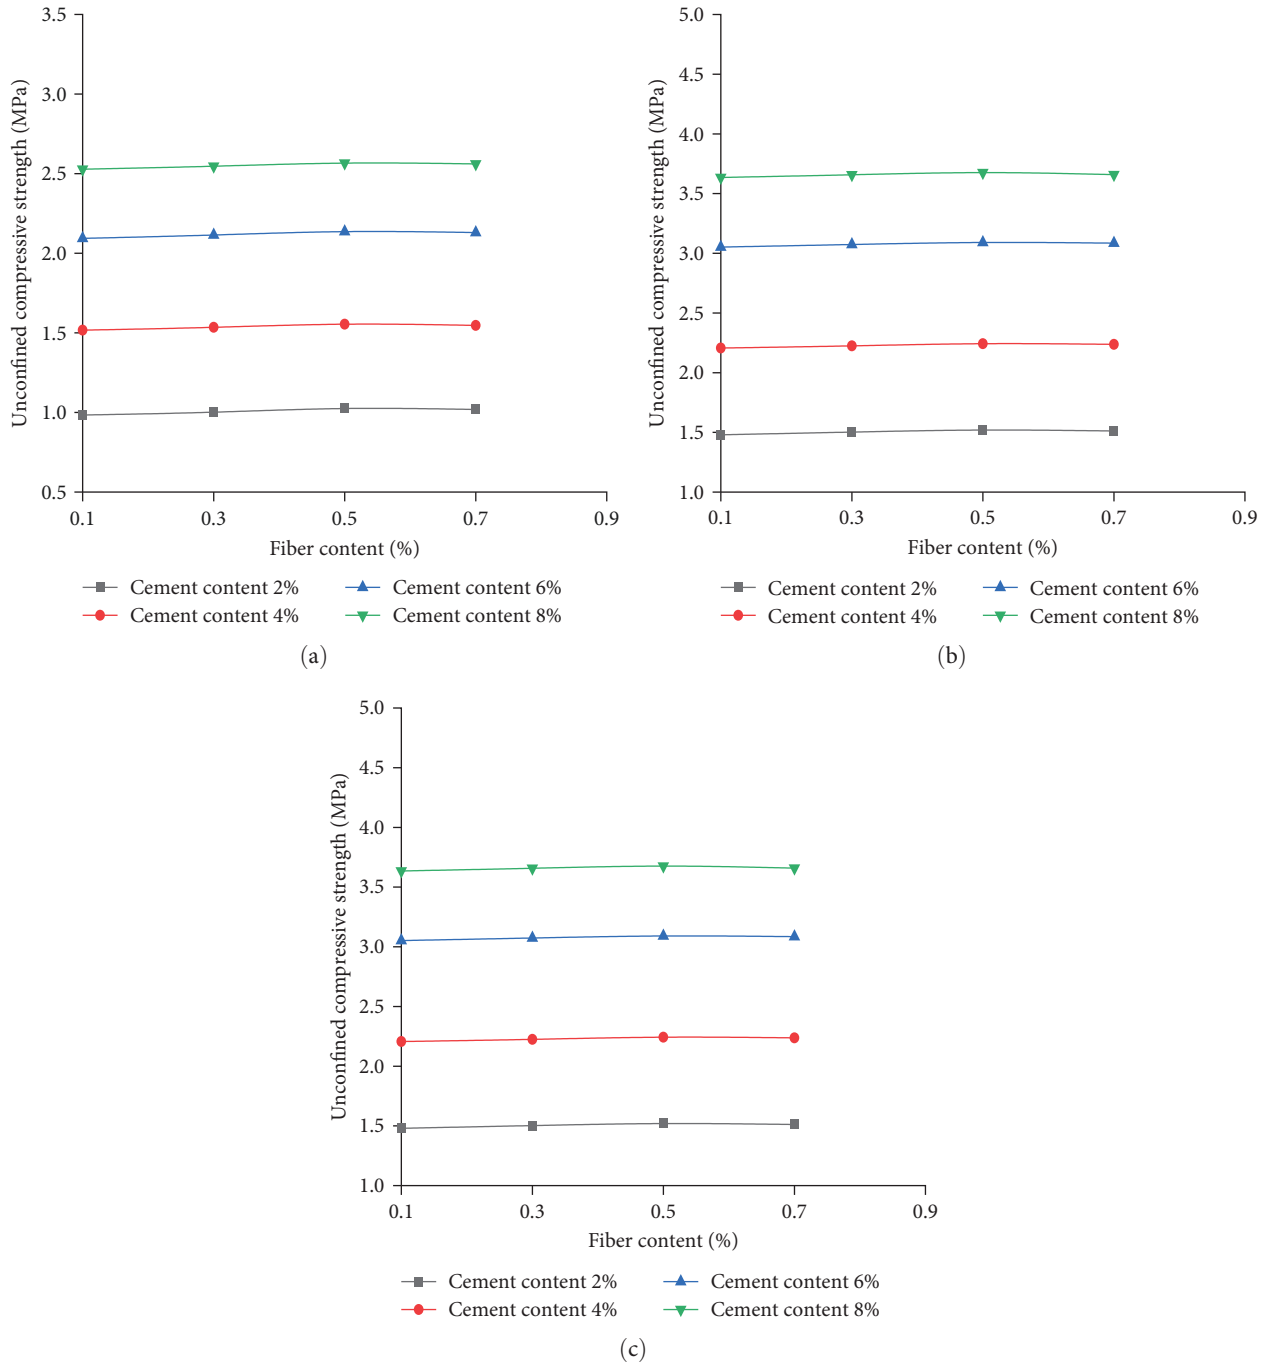 3.5
3.0
2.5
2.0
1.5
1.0
0.5
Unconfined compressive strength (MPa)
0.1 0.3 0.5 0.7 0.9
Fiber content (%)
Cement content 2% Cement content 6%
Cement content 4% Cement content 8%
(a)
5.0
4.5
4.0
3.5
3.0
2.5
2.0
1.5
1.0
Unconfined compressive strength (MPa)
0.1 0.3 0.5 0.7 0.9
Fiber content (%)
Cement content 2% Cement content 6%
Cement content 4% Cement content 8%
(b)
5.0
4.5
4.0
3.5
3.0
2.5
2.0
1.5
1.0
Unconfined compressive strength (MPa)
0.1 0.3 0.5 0.7 0.9
Fiber content (%)
Cement content 2% Cement content 6%
Cement content 4% Cement content 8%
(c)